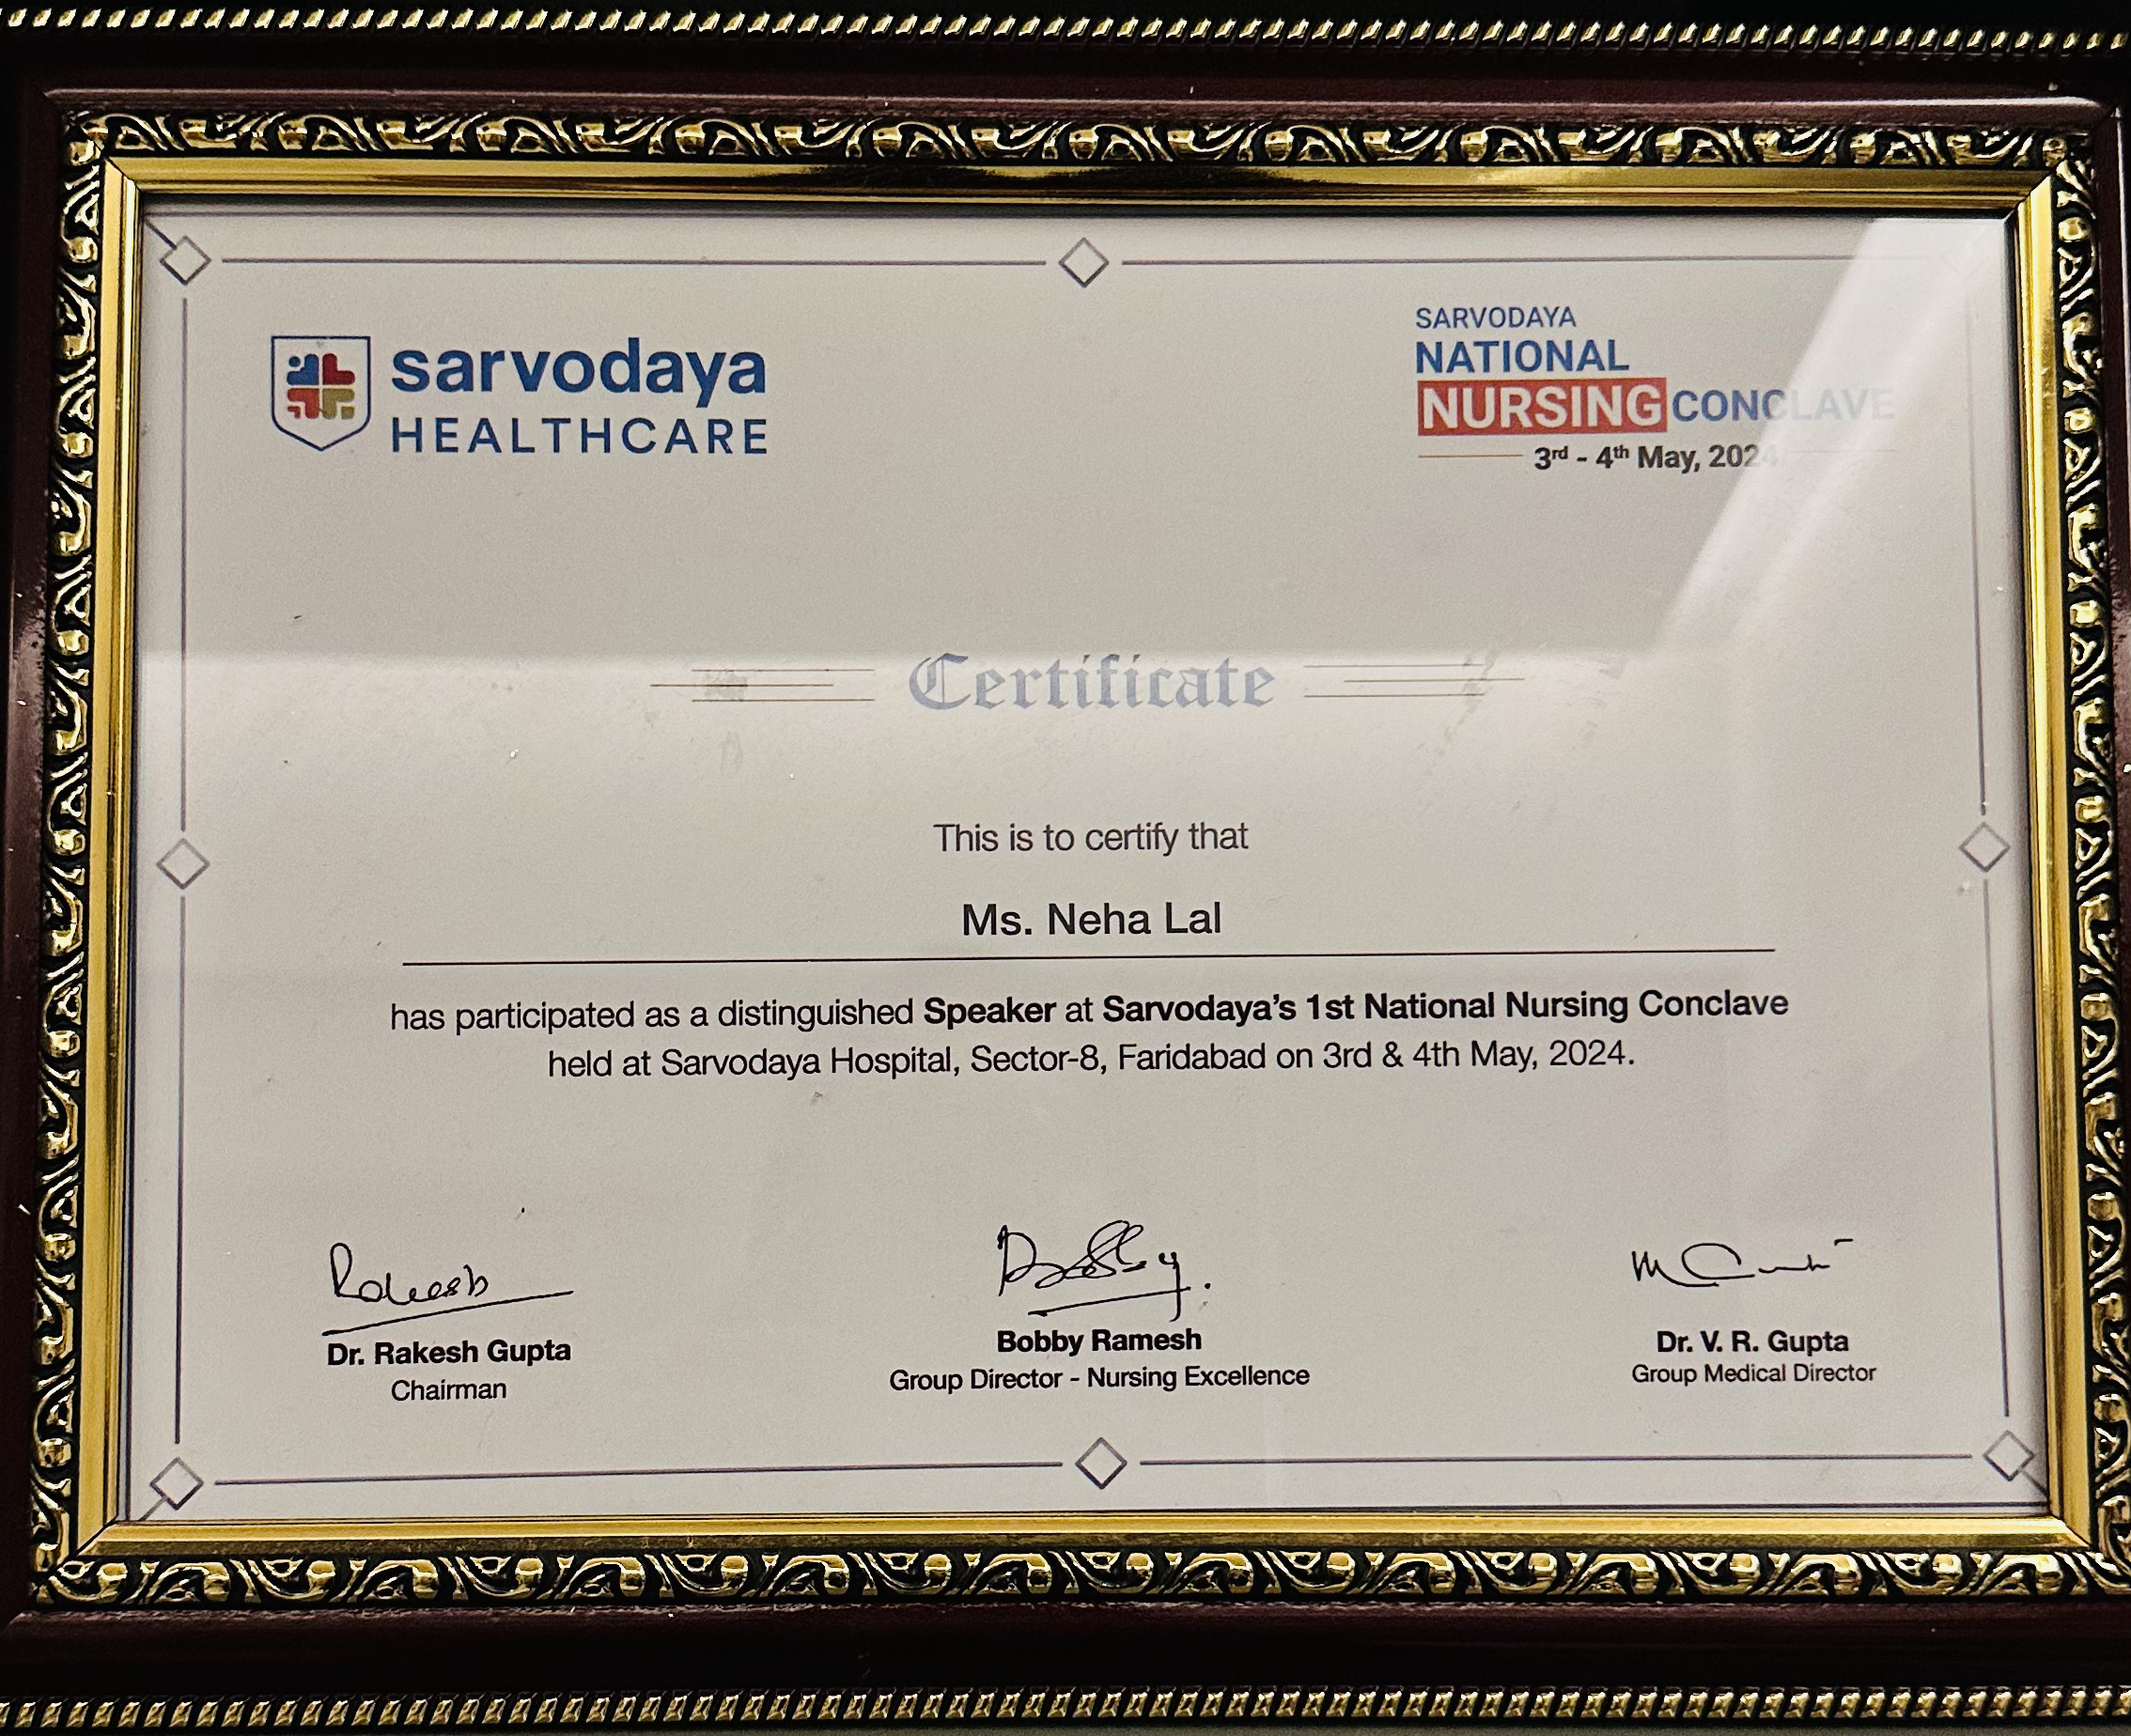 sarvodaya
HEALTHCARE
SARVODAYA
NATIONAL
NURSING CONCLAVE
3rd - 4th May, 2024
Certificate
This is to certify that
Ms. Neha Lal
has participated as a distinguished Speaker at Sarvodaya's 1st National Nursing Conclave
held at Sarvodaya Hospital, Sector-8, Faridabad on 3rd & 4th May, 2024.
Rakesh
Bobby
Dr. Rakesh Gupta
Chairman
Bobby Ramesh
Group Director - Nursing Excellence
Dr. V. R. Gupta
Group Medical Director